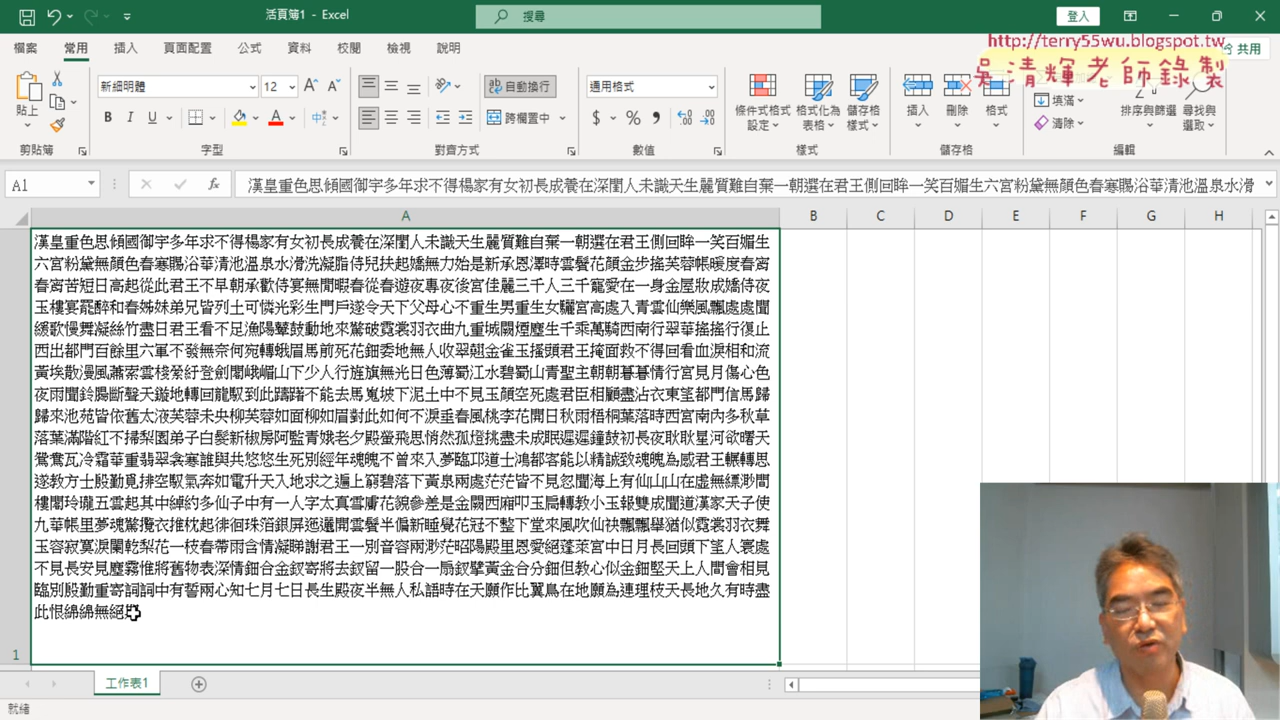 活頁簿1 - Excel
搜尋
登入
http://terry55wu.blogspot.tw
吳清輝老師錄製
檔案 常用 插入 頁面配置 公式 資料 校閱 檢視 說明
共用
貼上
新細明體 12
自動換行
通用格式
跨欄置中
條件式格式設定 格式化為表格 儲存格樣式
插入 刪除 格式
填滿
清除
排序與篩選 尋找與選取
剪貼簿 字型 對齊方式 數值 樣式 儲存格 編輯
A1
漢皇重色思傾國御宇多年求不得楊家有女初長成養在深閨人未識天生麗質難自棄一朝選在君王側回眸一笑百媚生六宮粉黛無顏色春寒賜浴華清池溫泉水滑
A B C D E F G H
漢皇重色思傾國御宇多年求不得楊家有女初長成養在深閨人未識天生麗質難自棄一朝選在君王側回眸一笑百媚生
六宮粉黛無顏色春寒賜浴華清池溫泉水滑洗凝脂侍兒扶起嬌無力始是新承恩澤時雲鬢花顏金步搖芙蓉帳暖度春宵
春宵苦短日高起從此君王不早朝承歡侍宴無閒暇春從春遊夜專夜後宮佳麗三千人三千寵愛在一身金屋妝成嬌侍夜
玉樓宴罷醉和春姊妹弟兄皆列土可憐光彩生門戶遂令天下父母心不重生男重生女驪宮高處入青雲仙樂風飄處處聞
緩歌慢舞凝絲竹盡日君王看不足漁陽鼙鼓動地來驚破霓裳羽衣曲九重城闕煙塵生千乘萬騎西南行翠華搖搖行復止
西出都門百餘里六軍不發無奈何宛轉蛾眉馬前死花鈿委地無人收翠翹金雀玉搔頭君王掩面救不得回看血淚相和流
黃埃散漫風蕭索雲棧縈紆登劍閣峨嵋山下少人行旌旗無光日色薄蜀江水碧蜀山青聖主朝朝暮暮情行宮見月傷心色
夜雨聞鈴腸斷聲天旋地轉回龍馭到此躊躇不能去馬嵬坡下泥土中不見玉顏空死處君臣相顧盡沾衣東望都門信馬歸
歸來池苑皆依舊太液芙蓉未央柳芙蓉如面柳如眉對此如何不淚垂春風桃李花開日秋雨梧桐葉落時西宮南內多秋草
落葉滿階紅不掃梨園弟子白髮新椒房阿監青娥老夕殿螢飛思悄然孤燈挑盡未成眠遲遲鐘鼓初長夜耿耿星河欲曙天
鴛鴦瓦冷霜華重翡翠衾寒誰與共悠悠生死別經年魂魄不曾來入夢臨邛道士鴻都客能以精誠致魂魄為感君王輾轉思
遂教方士殷勤覓排空馭氣奔如電升天入地求之遍上窮碧落下黃泉兩處茫茫皆不見忽聞海上有仙山山在虛無縹渺間
樓閣玲瓏五雲起其中綽約多仙子中有一人字太真雪膚花貌參差是金闕西廂叩玉扃轉教小玉報雙成聞道漢家天子使
九華帳里夢魂驚攬衣推枕起徘徊珠箔銀屏迤邐開雲鬢半偏新睡覺花冠不整下堂來風吹仙袂飄飄舉猶似霓裳羽衣舞
玉容寂寞淚闌乾梨花一枝春帶雨含情凝睇謝君王一別音容兩渺茫昭陽殿里恩愛絕蓬萊宮中日月長回頭下望人寰處
不見長安見塵霧惟將舊物表深情鈿合金釵寄將去釵留一股合一扇釵擘黃金合分鈿但教心似金鈿堅天上人間會相見
臨別殷勤重寄詞詞中有誓兩心知七月七日長生殿夜半無人私語時在天願作比翼鳥在地願為連理枝天長地久有時盡
此恨綿綿無絕
1
工作表1
就緒